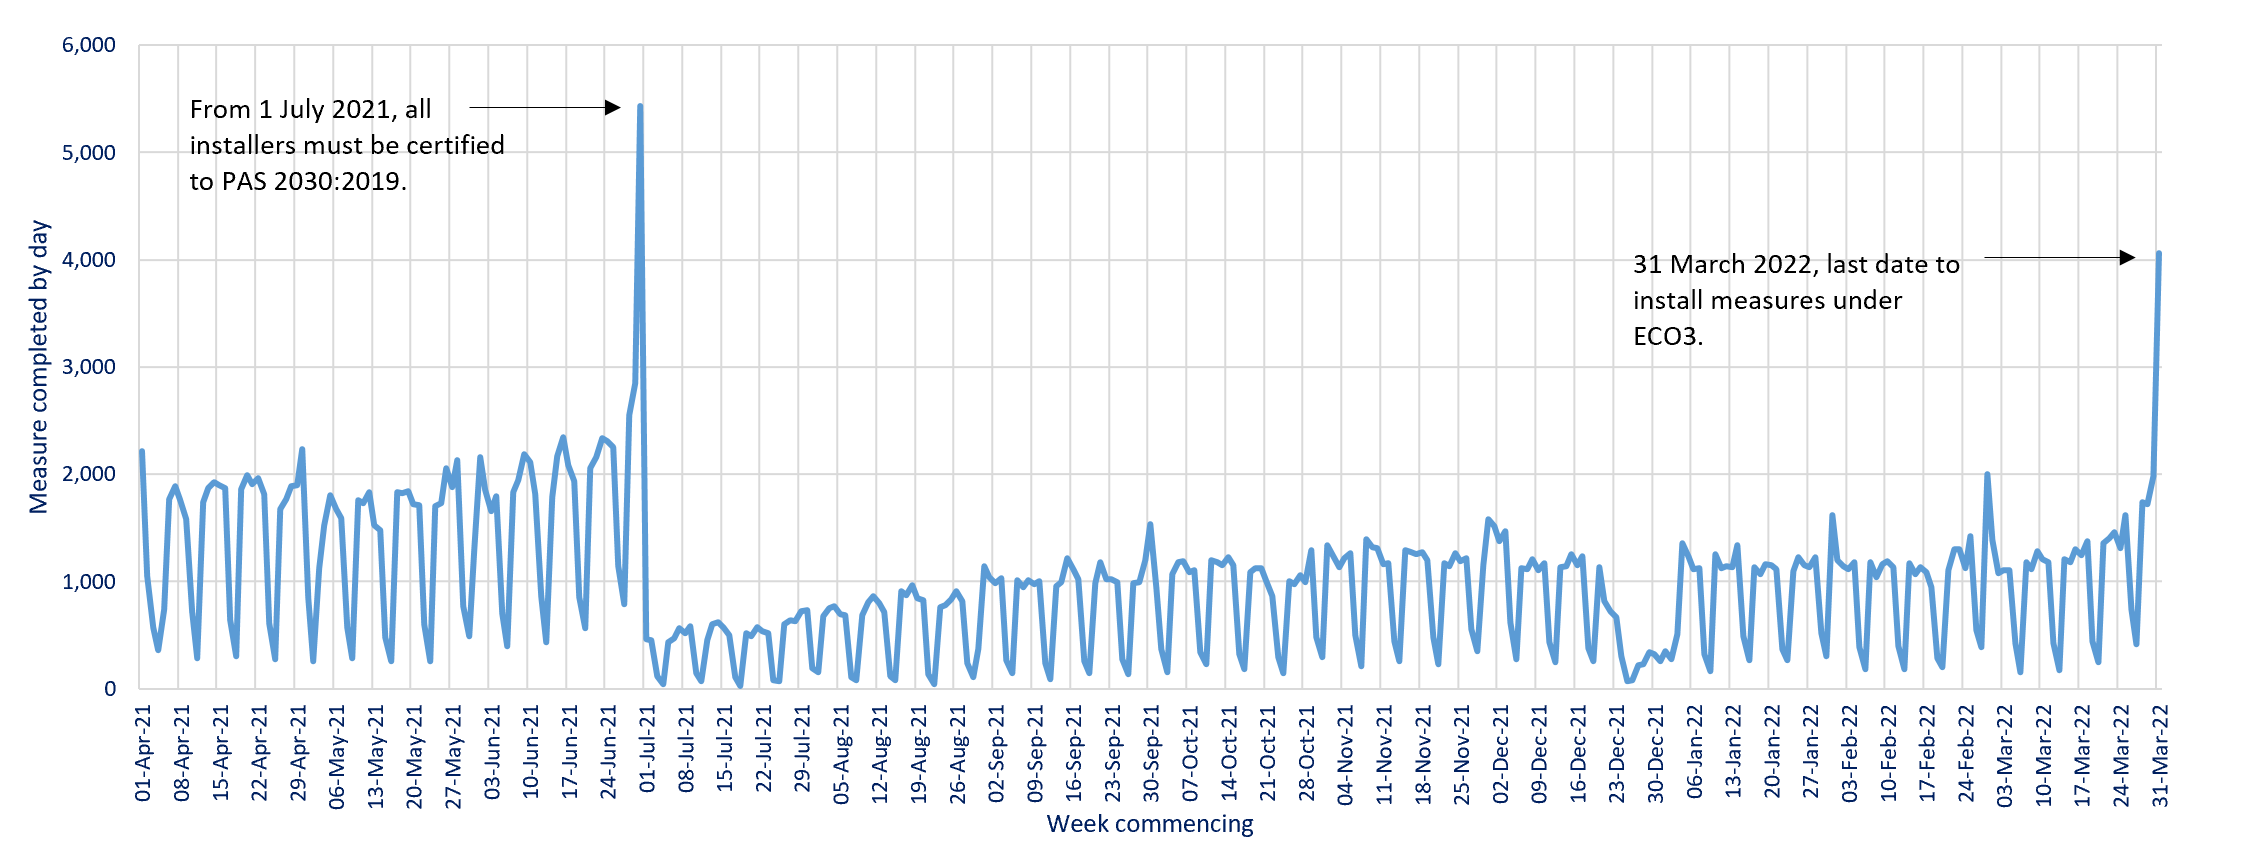 6,000
5,000
4,000
3,000
2,000
1,000
0
Measure completed by day
From 1 July 2021, all
installers must be certified
to PAS 2030:2019.
31 March 2022, last date to
install measures under
ECO3.
01-Apr-21
08-Apr-21
15-Apr-21
22-Apr-21
29-Apr-21
06-May-21
13-May-21
20-May-21
27-May-21
03-Jun-21
10-Jun-21
17-Jun-21
24-Jun-21
01-Jul-21
08-Jul-21
15-Jul-21
22-Jul-21
29-Jul-21
05-Aug-21
12-Aug-21
19-Aug-21
26-Aug-21
02-Sep-21
09-Sep-21
16-Sep-21
23-Sep-21
30-Sep-21
07-Oct-21
14-Oct-21
21-Oct-21
28-Oct-21
04-Nov-21
11-Nov-21
18-Nov-21
25-Nov-21
02-Dec-21
09-Dec-21
16-Dec-21
23-Dec-21
30-Dec-21
06-Jan-22
13-Jan-22
20-Jan-22
27-Jan-22
03-Feb-22
10-Feb-22
17-Feb-22
24-Feb-22
03-Mar-22
10-Mar-22
17-Mar-22
24-Mar-22
31-Mar-22
Week commencing